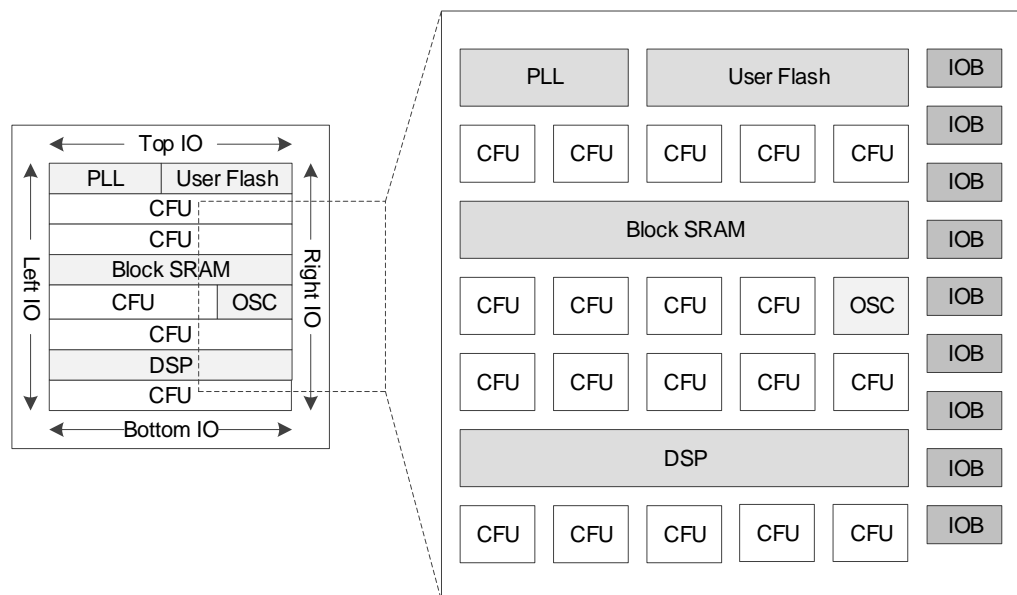 Top IO
PLL User Flash
CFU
CFU
Block SRAM
CFU OSC
CFU
DSP
CFU
Bottom IO
Left IO
Right IO
PLL User Flash IOB
IOB
CFU CFU CFU CFU CFU
IOB
Block SRAM IOB
CFU CFU CFU CFU OSC IOB
IOB
CFU CFU CFU CFU CFU
IOB
DSP IOB
CFU CFU CFU CFU CFU IOB